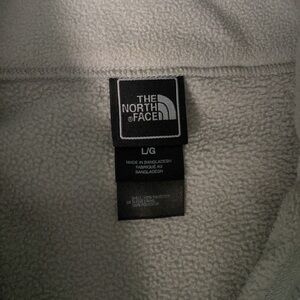 THE
NORTH
®FACE
L/G
MADE IN BANGLADESH
FABRIQUÉ AU
BANGLADESH